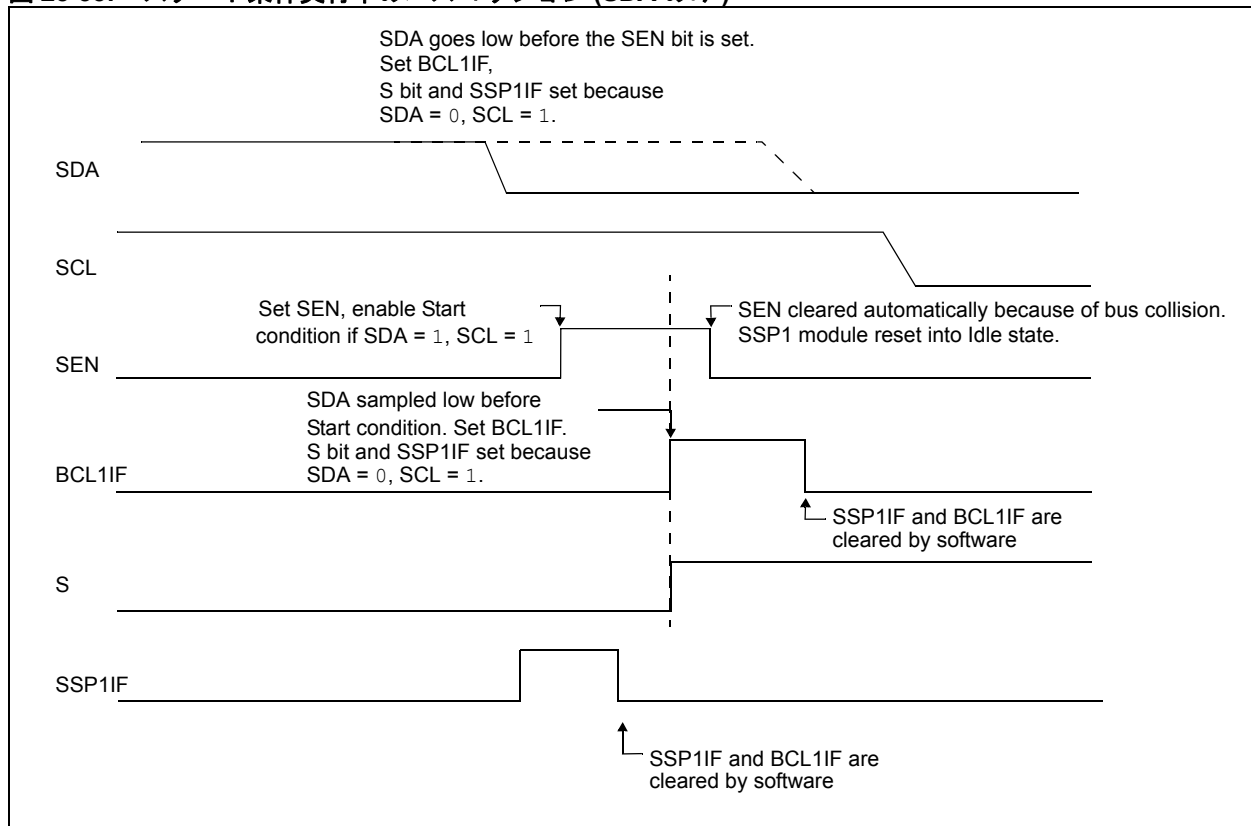 SDA goes low before the SEN bit is set.
Set BCL1IF,
S bit and SSP1IF set because
SDA = 0, SCL = 1.
SDA
SCL
Set SEN, enable Start
condition if SDA = 1, SCL = 1
SEN cleared automatically because of bus collision.
SSP1 module reset into Idle state.
SEN
SDA sampled low before
Start condition. Set BCL1IF.
S bit and SSP1IF set because
SDA = 0, SCL = 1.
BCL1IF
SSP1IF and BCL1IF are
cleared by software
S
SSP1IF
SSP1IF and BCL1IF are
cleared by software